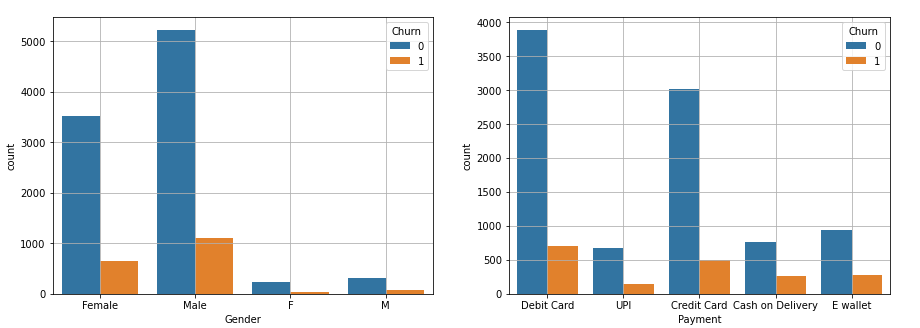 5000
4000
3000
2000
1000
0
count
Female Male F M
Gender
Churn
0
1
4000
3500
3000
2500
2000
1500
1000
500
0
count
Debit Card UPI Credit Card Cash on Delivery E wallet
Payment
Churn
0
1